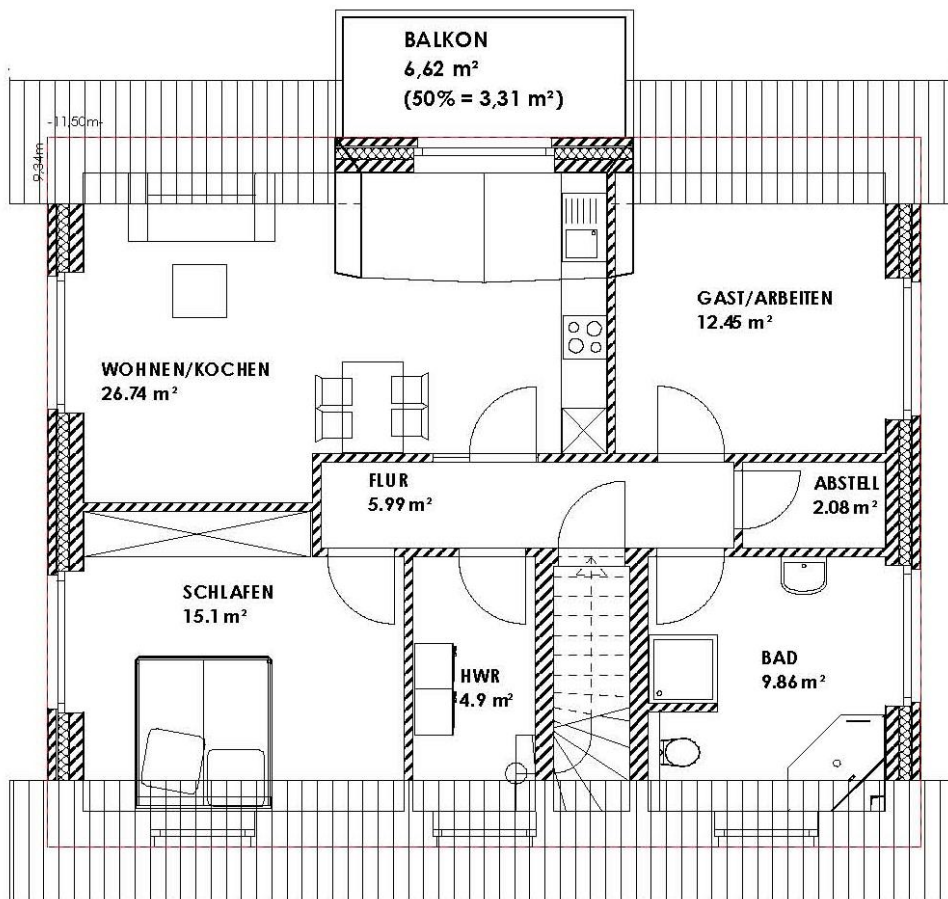 BALKON
6,62 m²
(50% = 3,31 m²)
-11,50m-
9,34m
GAST/ARBEITEN
12.45 m²
WOHNEN/KOCHEN
26.74 m²
FLUR
5.99 m²
ABSTELL
2.08 m²
SCHLAFEN
15.1 m²
HWR
4.9 m²
BAD
9.86 m²